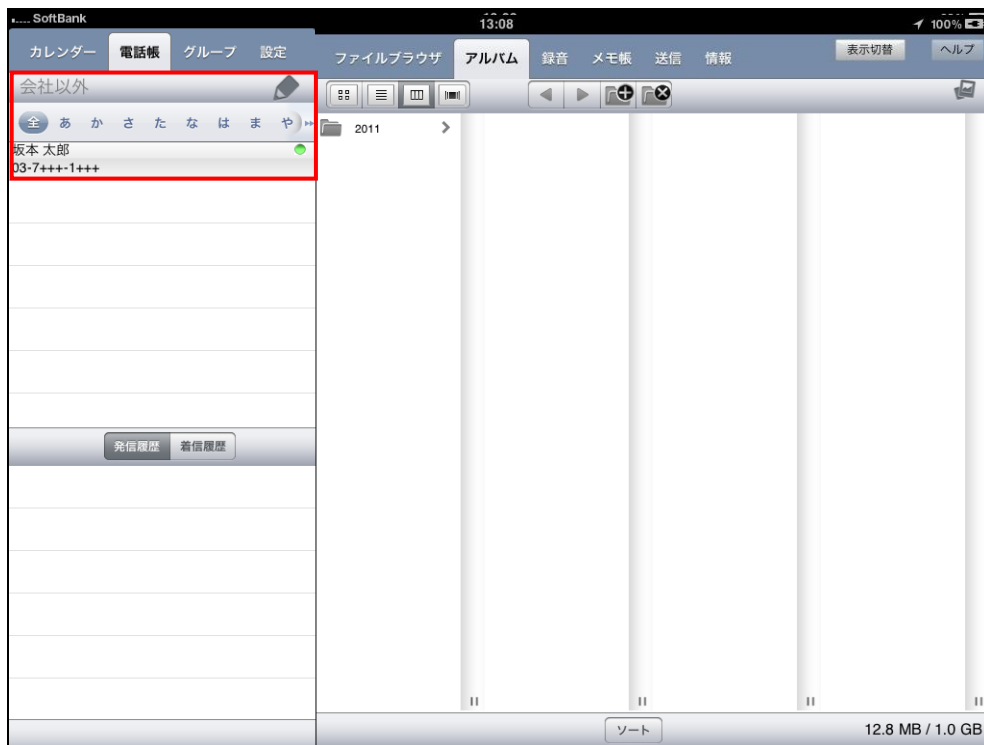 SoftBank
13:08
100%
カレンダー 電話帳 グループ 設定
ファイルブラウザ アルバム 録音 メモ帳 送信 情報
表示切替 ヘルプ
会社以外
全 あ か さ た な は ま や
2011
坂本 太郎
03-7+++-1+++
発信履歴 着信履歴
ソート
12.8 MB / 1.0 GB